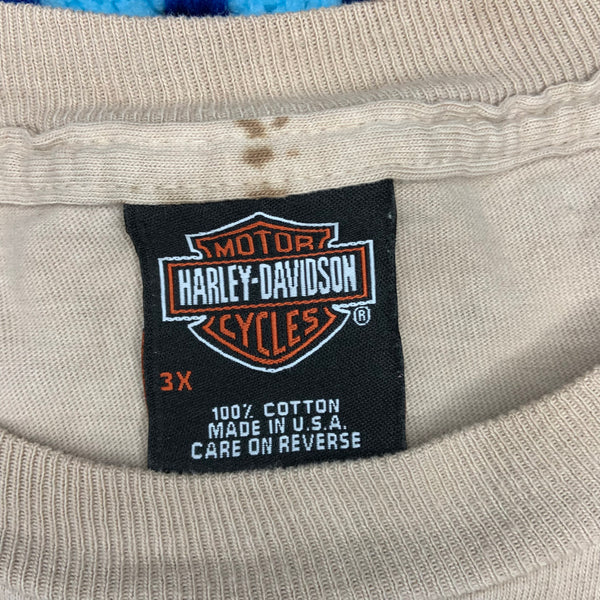 MOTOR
HARLEY-DAVIDSON
CYCLES ®
3X
100% COTTON
MADE IN U.S.A.
CARE ON REVERSE